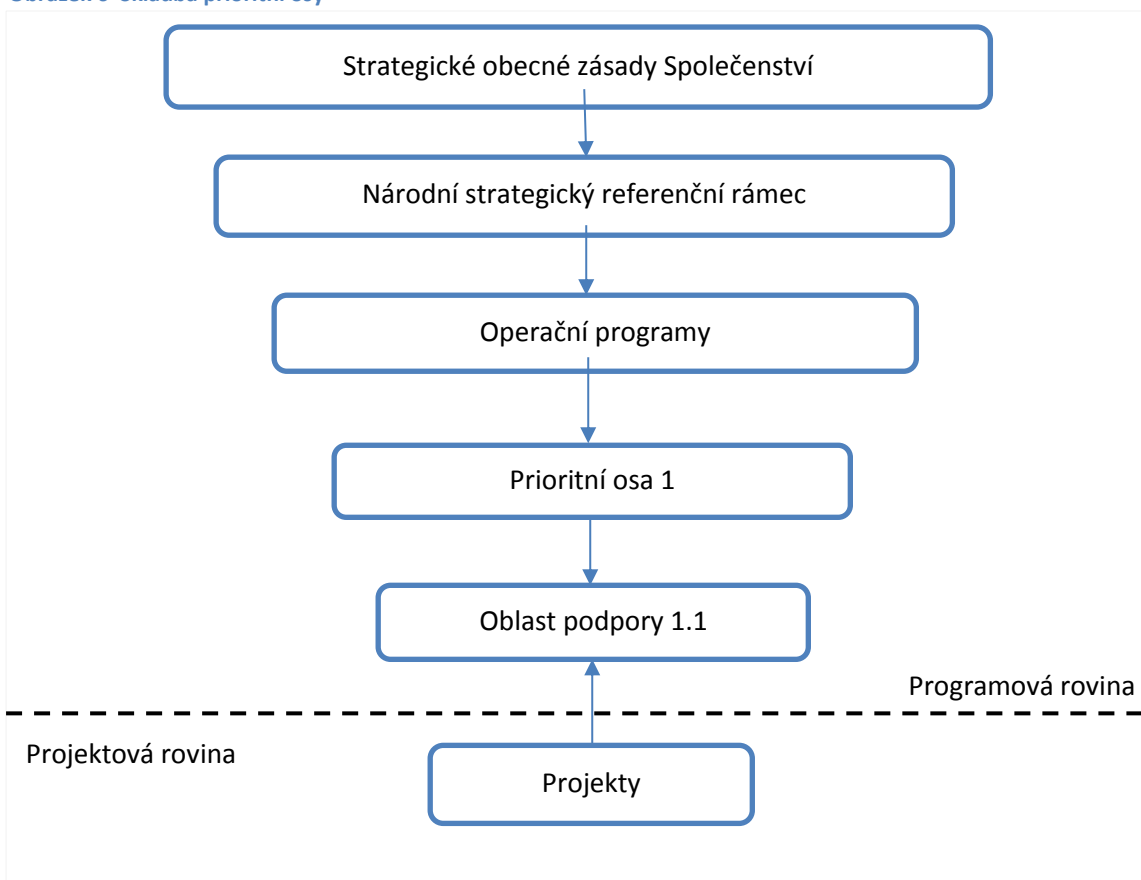 Strategické obecné zásady Společenství
Národní strategický referenční rámec
Operační programy
Prioritní osa 1
Oblast podpory 1.1
Programová rovina
Projektová rovina
Projekty